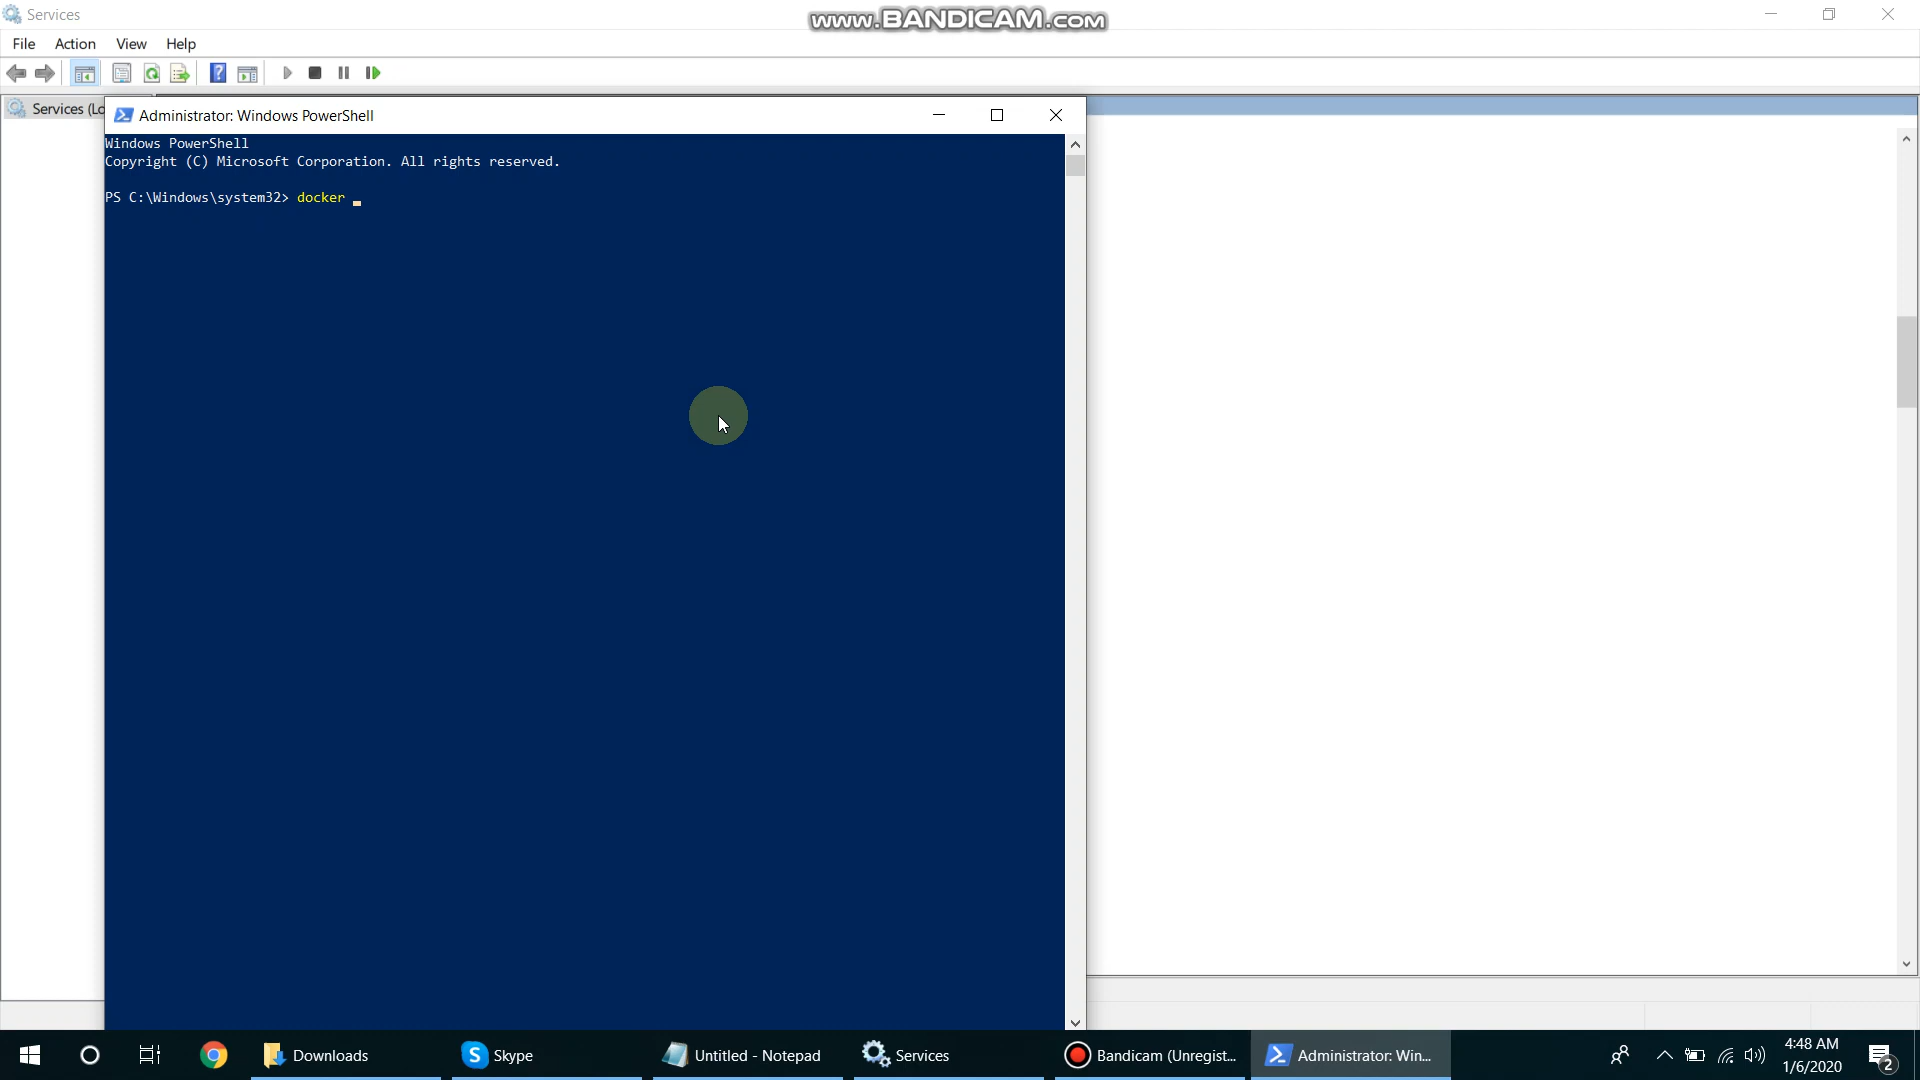 Services
www.BANDICAM.com
File Action View Help
Services (Lo
Administrator: Windows PowerShell
Windows PowerShell
Copyright (C) Microsoft Corporation. All rights reserved.
PS C:\Windows\system32> docker _
Downloads
Skype
Untitled - Notepad
Services
Bandicam (Unregist...
Administrator: Win...
4:48 AM
1/6/2020
2